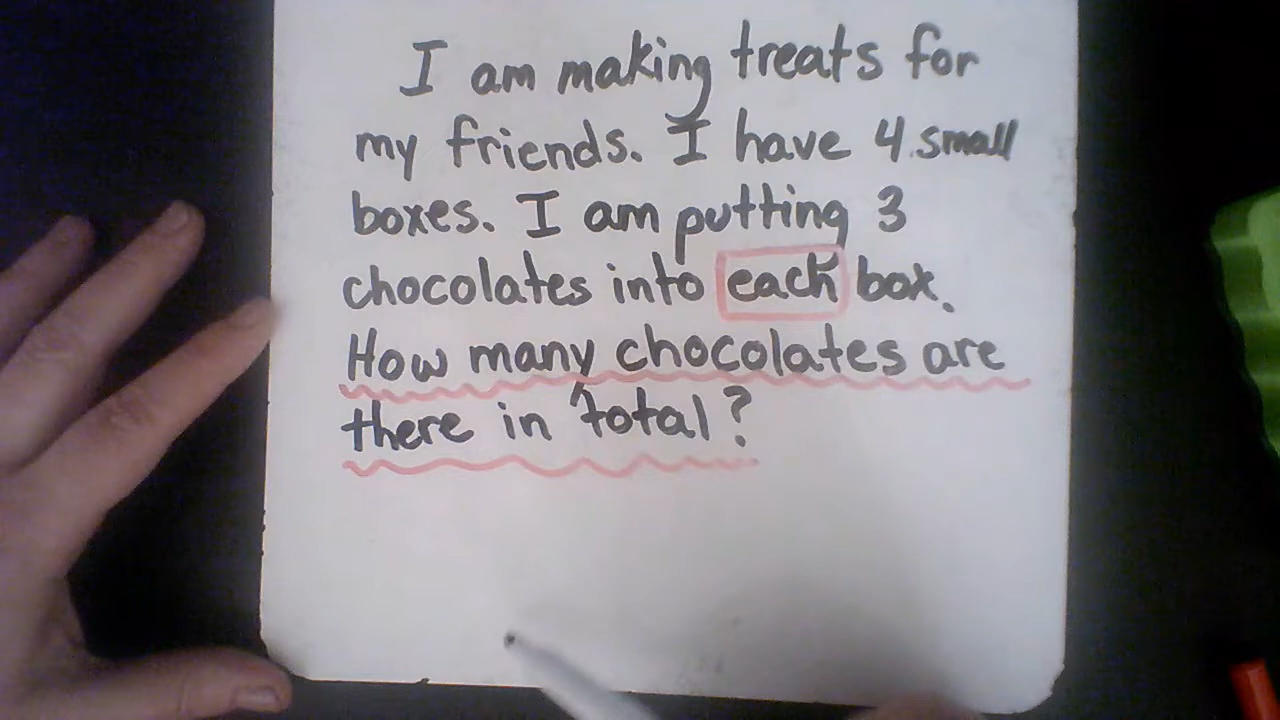 I am making treats for
my friends. I have 4 small
boxes. I am putting 3
chocolates into each box.
How many chocolates are
there in total?